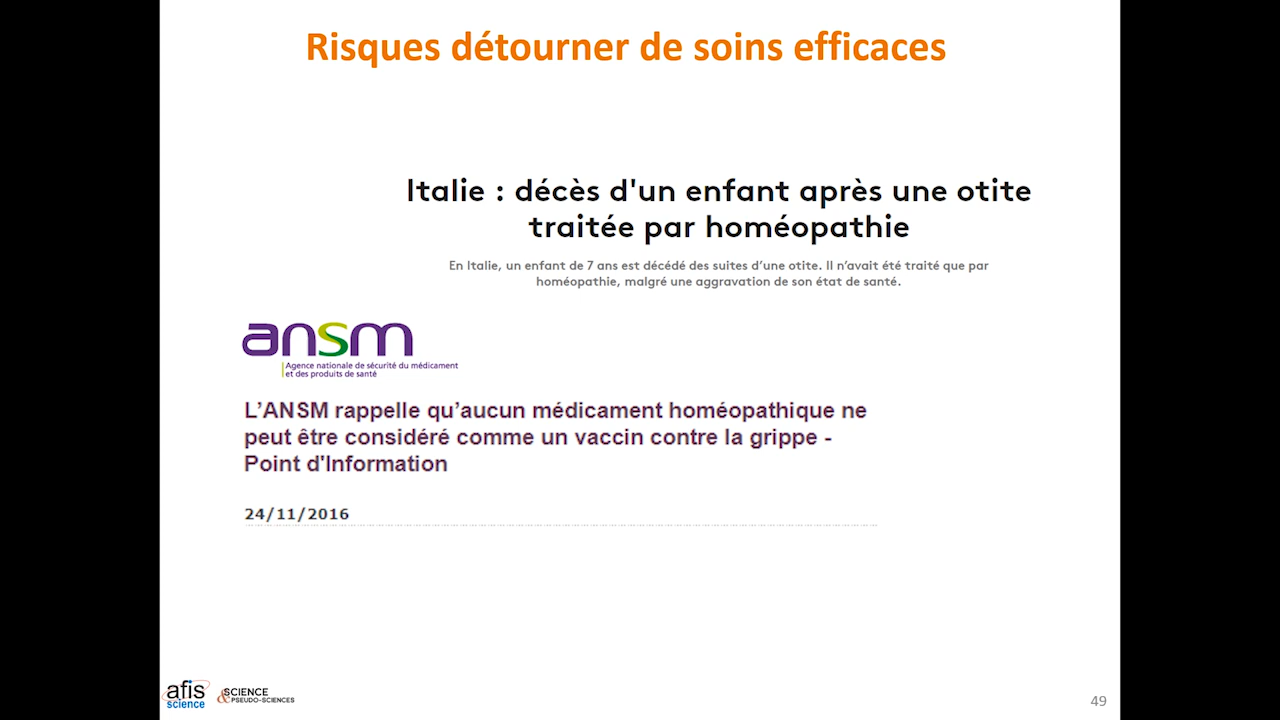 Risques détourner de soins efficaces
Italie : décès d'un enfant après une otite
traitée par homéopathie
En Italie, un enfant de 7 ans est décédé des suites d’une otite. Il n’avait été traité que par
homéopathie, malgré une aggravation de son état de santé.
ansm
Agence nationale de sécurité du médicament
et des produits de santé
L’ANSM rappelle qu’aucun médicament homéopathique ne
peut être considéré comme un vaccin contre la grippe -
Point d'Information
24/11/2016
afis
science
SCIENCE
& PSEUDO-SCIENCES
49